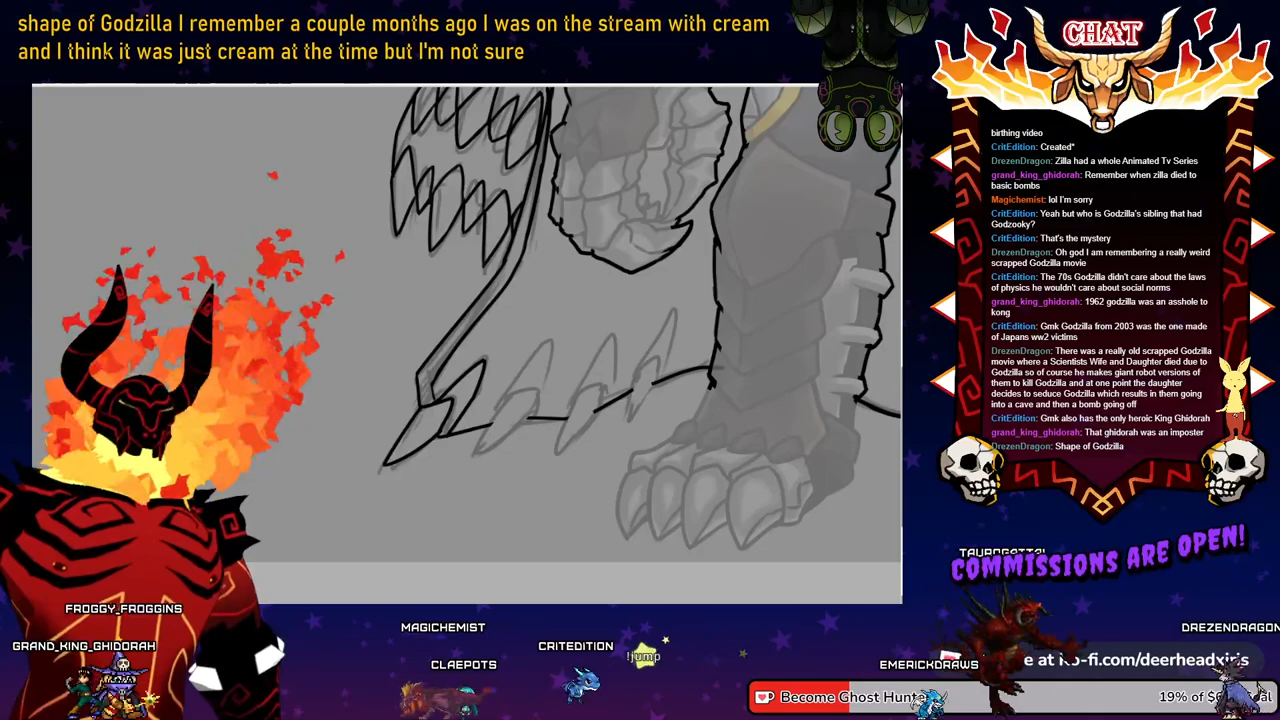 shape of Godzilla I remember a couple months ago I was on the stream with cream
and I think it was just cream at the time but I'm not sure
CHAT
birthing video
CritEdition: Created*
DrezenDragon: Zilla had a whole Animated Tv Series
grand_king_ghidorah: Remember when zilla died to
basic bombs
Magichemist: lol I'm sorry
CritEdition: Yeah but who is Godzilla's sibling that had
Godzooky?
CritEdition: That's the mystery
DrezenDragon: Oh god I am remembering a really weird
scrapped Godzilla movie
CritEdition: The 70s Godzilla didn't care about the laws
of physics he wouldn't care about social norms
grand_king_ghidorah: 1962 godzilla was an asshole to
kong
CritEdition: Gmk Godzilla from 2003 was the one made
of Japans ww2 victims
DrezenDragon: There was a really old scrapped Godzilla
movie where a Scientists Wife and Daughter died due to
Godzilla so of course he makes giant robot versions of
them to kill Godzilla and at one point the daughter
decides to seduce Godzilla which results in them going
into a cave and then a bomb going off
CritEdition: Gmk also has the only heroic King Ghidorah
grand_king_ghidorah: That ghidorah was an imposter
DrezenDragon: Shape of Godzilla
COMMISSIONS ARE OPEN!
FROGGY_FROGGINS
GRAND_KING_GHIDORAH
MAGICHEMIST
CLAEPOTS
CRITEDITION
!jump
EMERICKDRAWS
DREZENDRAGON
e at ko-fi.com/deerheadxiris
Become Ghost Hunte
19% of